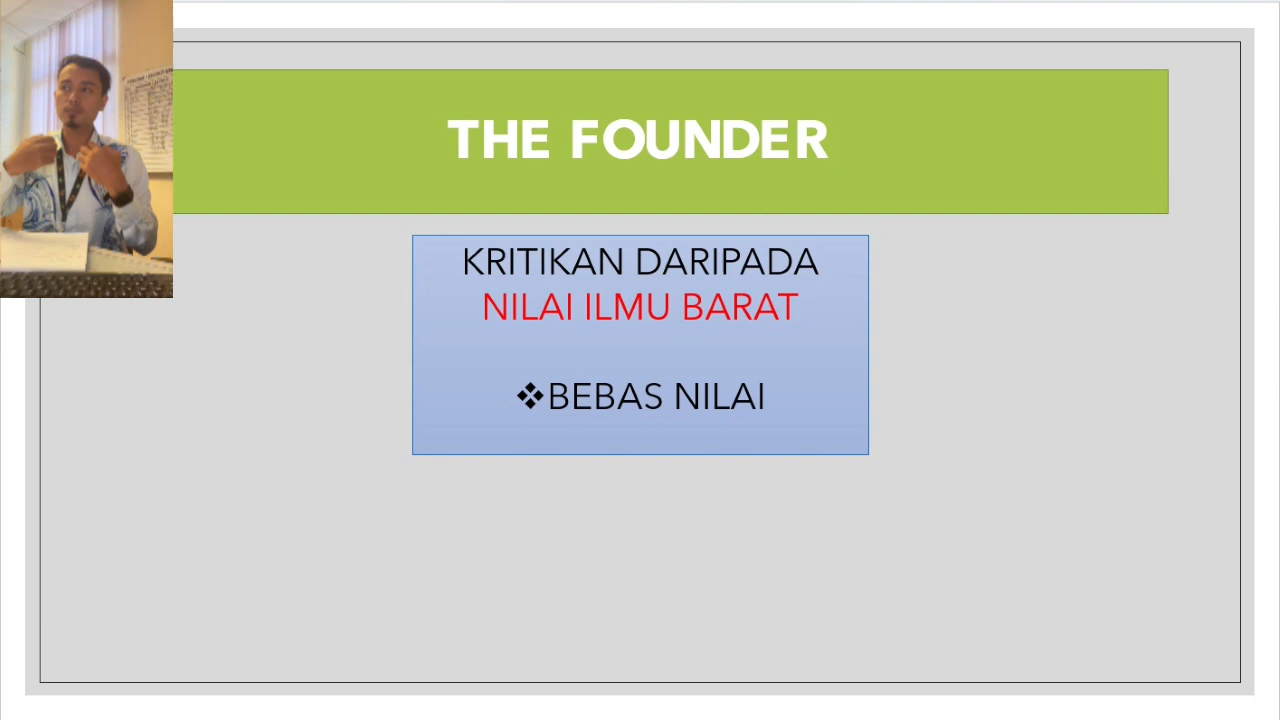 THE FOUNDER
KRITIKAN DARIPADA
NILAI ILMU BARAT
❖BEBAS NILAI